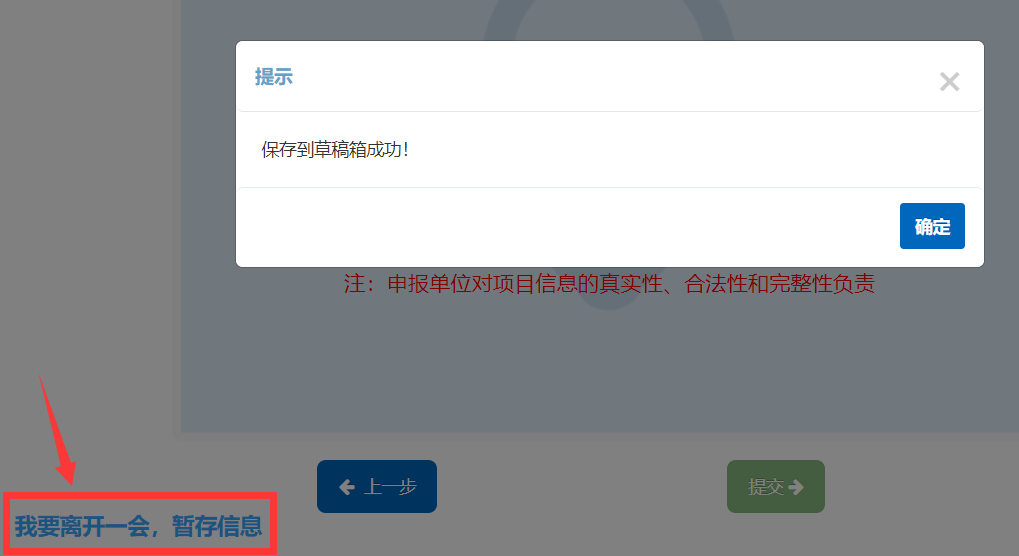 提示
保存到草稿箱成功！
确定
注：申报单位对项目信息的真实性、合法性和完整性负责
上一步
提交
我要离开一会，暂存信息